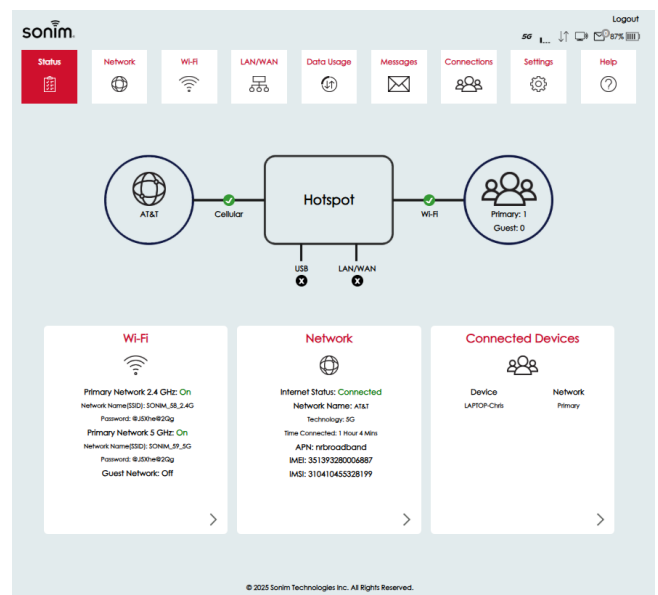 Logout
sonim
5G 87%
Status Network Wi-Fi LAN/WAN Data Usage Messages Connections Settings Help
AT&T
Cellular
Hotspot
Wi-Fi
Primary: 1
Guest: 0
USB LAN/WAN
Wi-Fi
Primary Network 2.4 GHz: On
Network Name(SSID): SONIM_58_2.4G
Password: @J5Xhe@2Qg
Primary Network 5 GHz: On
Network Name(SSID): SONIM_59_5G
Password: @J5Xhe@2Qg
Guest Network: Off
Network
Internet Status: Connected
Network Name: AT&T
Technology: 5G
Time Connected: 1 Hour 4 Mins
APN: nrbroadband
IMEI: 351393280006887
IMSI: 310410455328199
Connected Devices
Device Network
LAPTOP-Chris Primary
© 2025 Sonim Technologies Inc. All Rights Reserved.